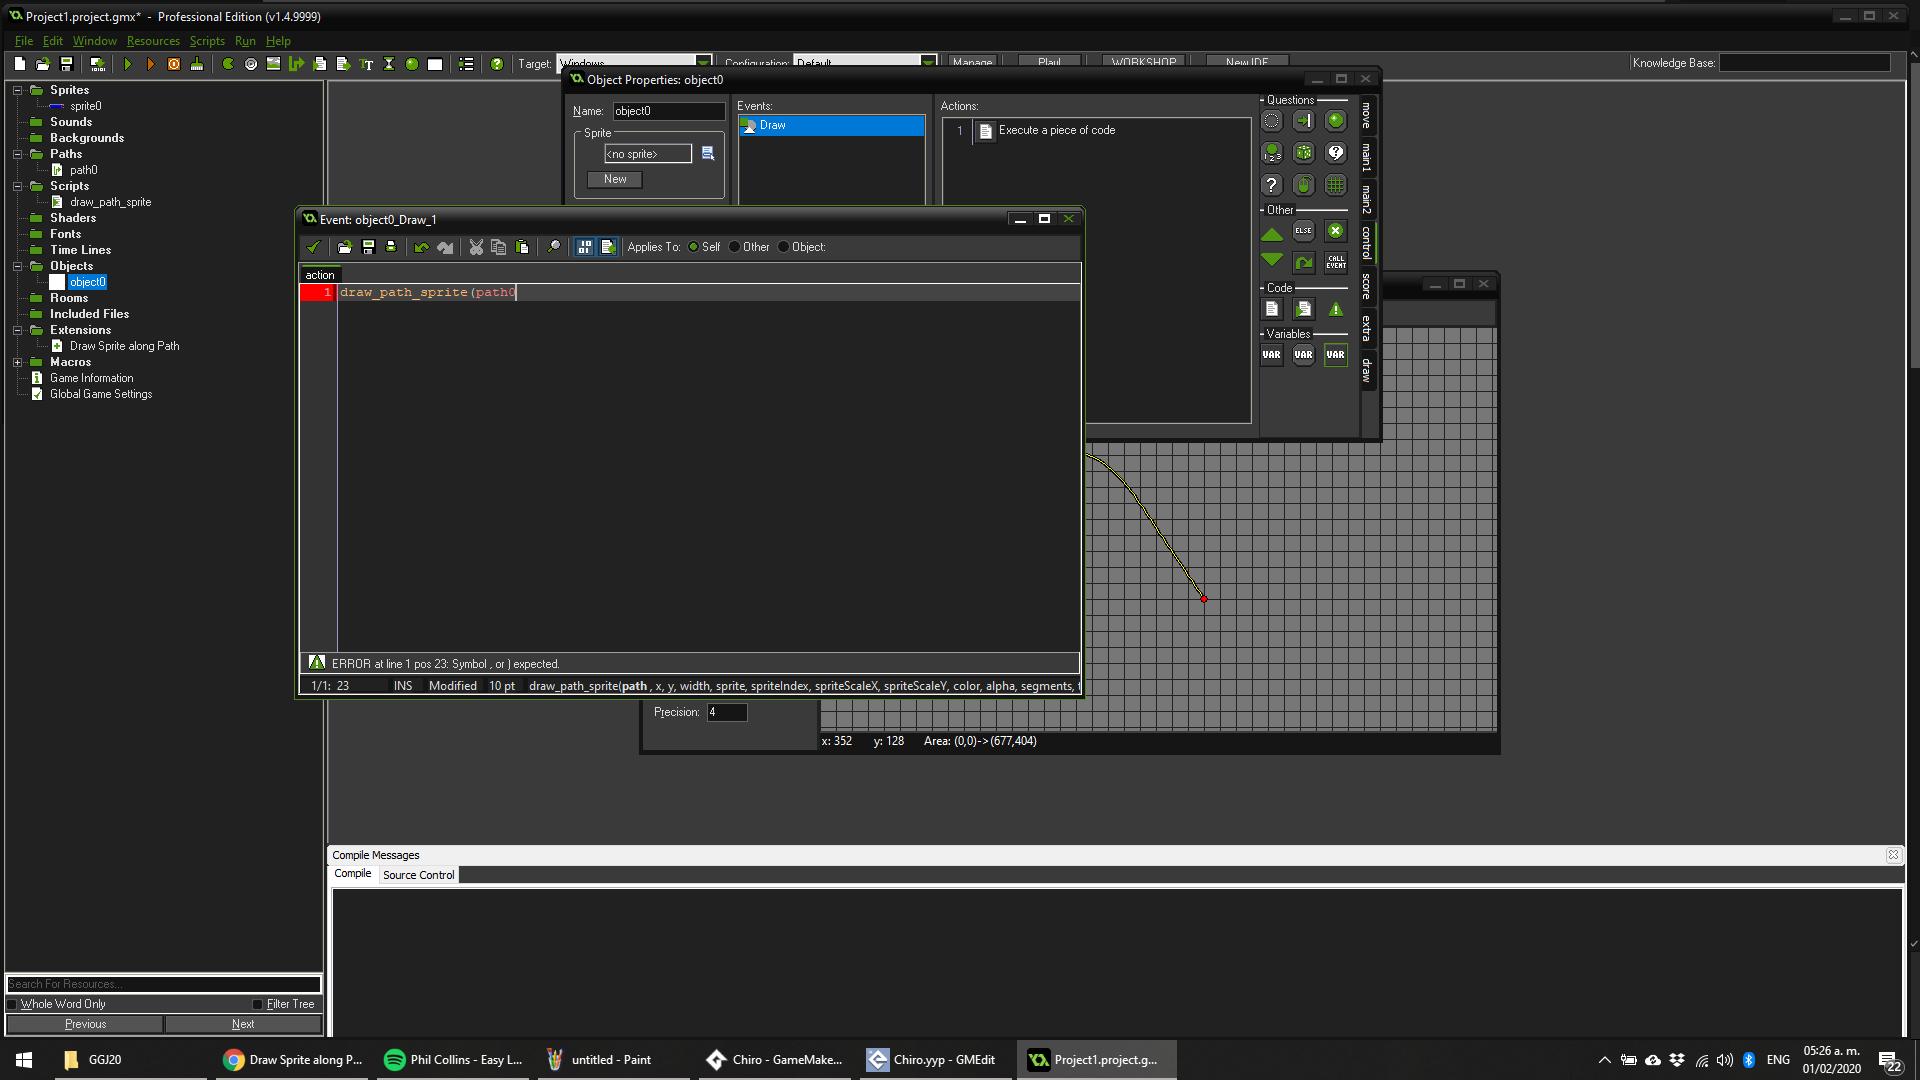 Project1.project.gmx* - Professional Edition (v1.4.9999)
File Edit Window Resources Scripts Run Help
Target: Windows Configuration: Default Manage WORKSHOP New IDE Knowledge Base:
Sprites
sprite0
Sounds
Backgrounds
Paths
path0
Scripts
draw_path_sprite
Shaders
Fonts
Time Lines
Objects
object0
Rooms
Included Files
Extensions
Draw Sprite along Path
Macros
Game Information
Global Game Settings
Search For Resources...
Whole Word Only Filter Tree
Previous Next
Object Properties: object0
Name: object0
Sprite
<no sprite>
New
Events:
Draw
Actions:
1 Execute a piece of code
Questions
Other
ELSE
CALL EVENT
Code
Variables
VAR VAR VAR
move
main1
main2
control
score
extra
draw
Event: object0_Draw_1
Applies To: Self Other Object:
action
1 draw_path_sprite(path0
ERROR at line 1 pos 23: Symbol , or ) expected.
1/1: 23 INS Modified 10 pt draw_path_sprite(path , x, y, width, sprite, spriteIndex, spriteScaleX, spriteScaleY, color, alpha, segments,
Precision: 4
x: 352 y: 128 Area: (0,0)->(677,404)
Compile Messages
Compile Source Control
GGJ20
Draw Sprite along P...
Phil Collins - Easy L...
untitled - Paint
Chiro - GameMake...
Chiro.yyp - GMEdit
Project1.project.g...
ENG
05:26 a. m.
01/02/2020
22